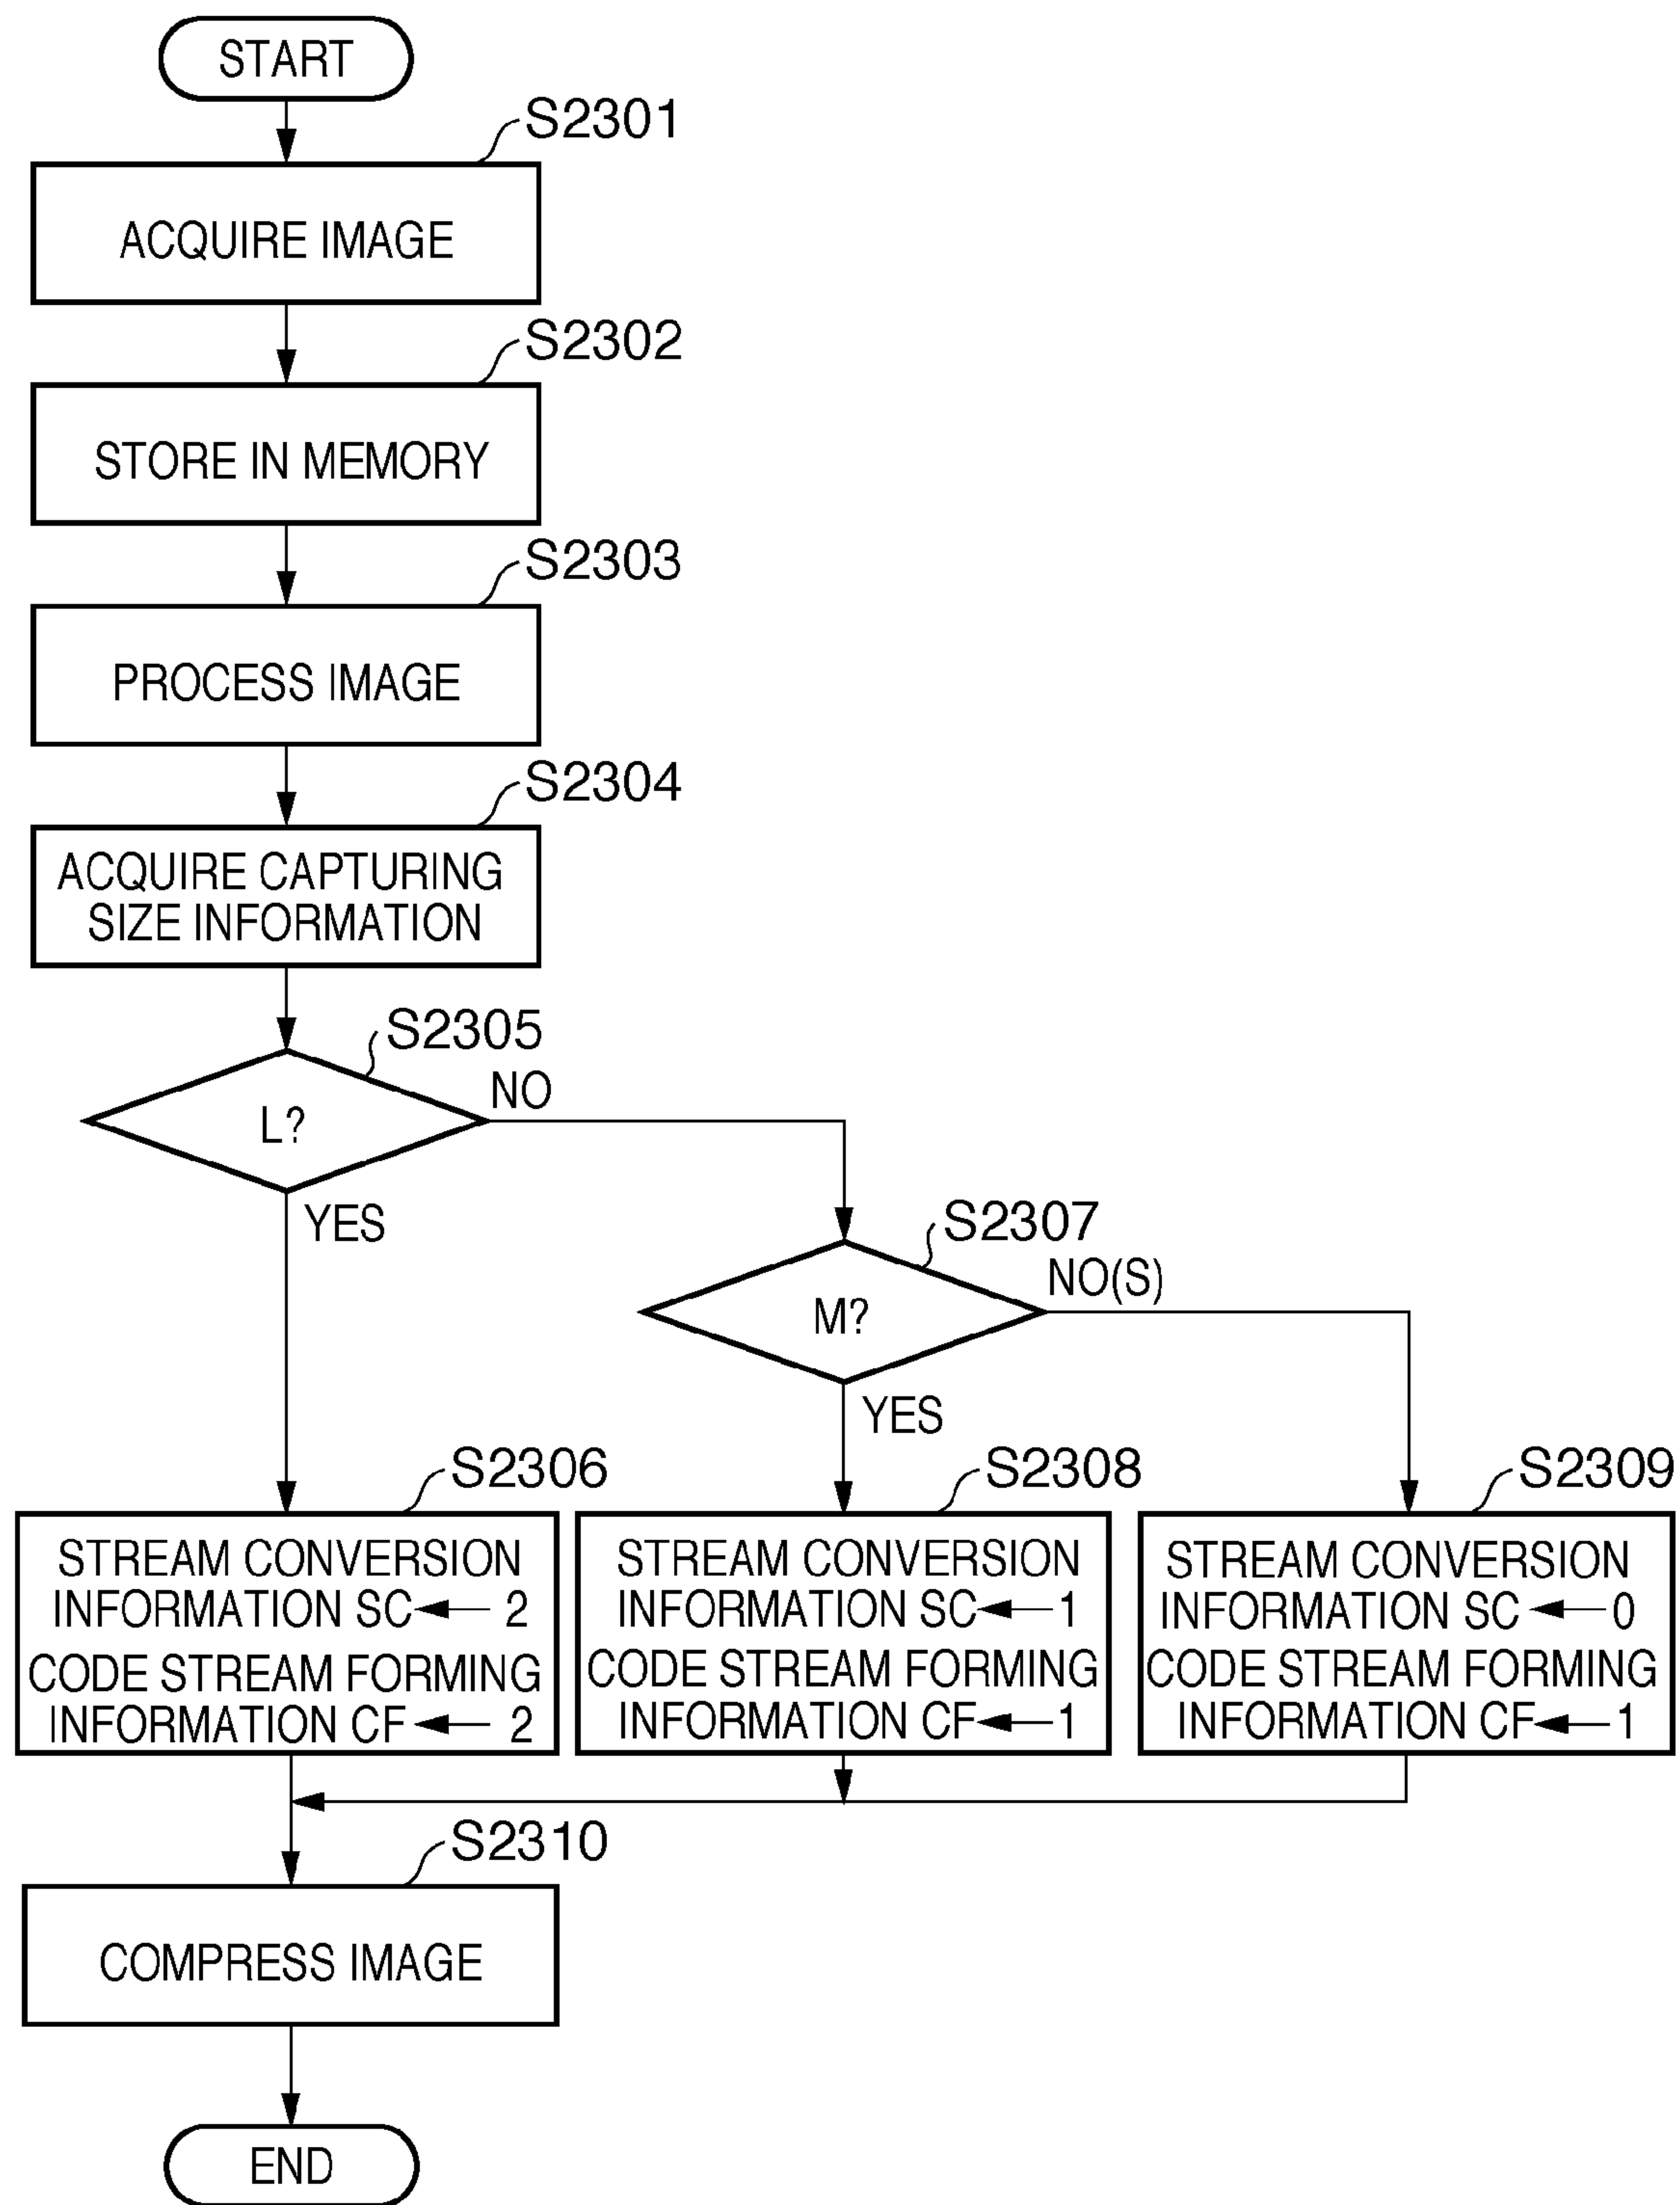 START
S2301
ACQUIRE IMAGE
S2302
STORE IN MEMORY
S2303
PROCESS IMAGE
S2304
ACQUIRE CAPTURING
SIZE INFORMATION
S2305
L?
NO
YES
S2307
M?
NO(S)
YES
S2306
STREAM CONVERSION
INFORMATION SC ← 2
CODE STREAM FORMING
INFORMATION CF ← 2
S2308
STREAM CONVERSION
INFORMATION SC ← 1
CODE STREAM FORMING
INFORMATION CF ← 1
S2309
STREAM CONVERSION
INFORMATION SC ← 0
CODE STREAM FORMING
INFORMATION CF ← 1
S2310
COMPRESS IMAGE
END